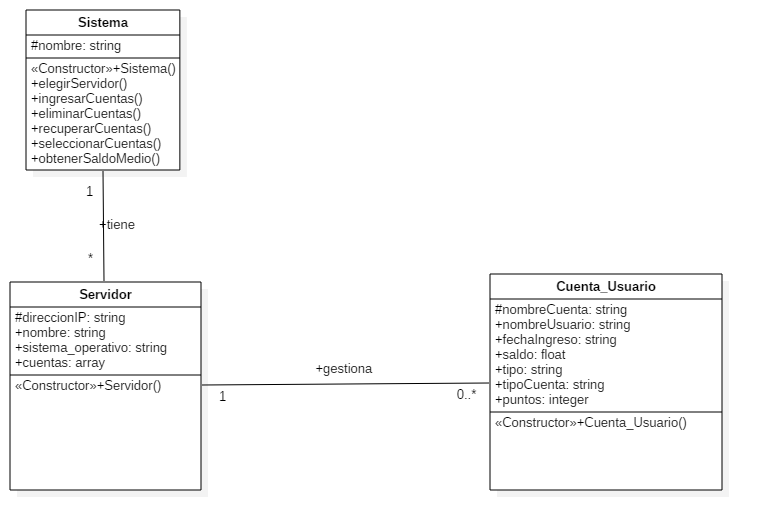 Sistema
#nombre: string
«Constructor»+Sistema()
+elegirServidor()
+ingresarCuentas()
+eliminarCuentas()
+recuperarCuentas()
+seleccionarCuentas()
+obtenerSaldoMedio()
1
+tiene
*
Servidor
#direccionIP: string
+nombre: string
+sistema_operativo: string
+cuentas: array
«Constructor»+Servidor()
+gestiona
1
0..*
Cuenta_Usuario
#nombreCuenta: string
+nombreUsuario: string
+fechaIngreso: string
+saldo: float
+tipo: string
+tipoCuenta: string
+puntos: integer
«Constructor»+Cuenta_Usuario()